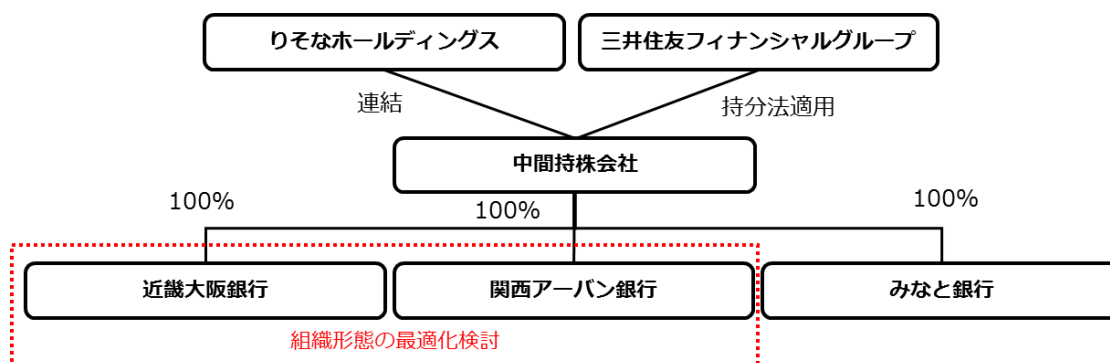 りそなホールディングス
三井住友フィナンシャルグループ
連結
持分法適用
中間持株会社
100%
100%
100%
近畿大阪銀行
関西アーバン銀行
みなと銀行
組織形態の最適化検討